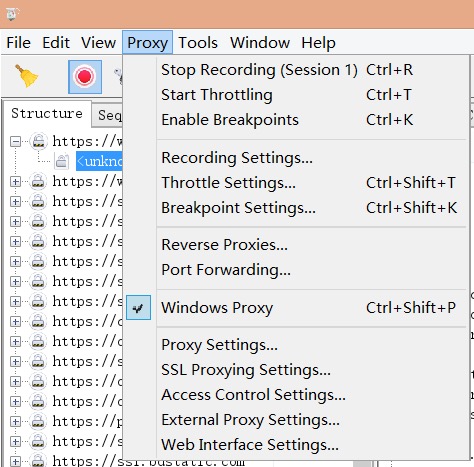 File Edit View Proxy Tools Window Help
Stop Recording (Session 1) Ctrl+R
Start Throttling Ctrl+T
Enable Breakpoints Ctrl+K
Recording Settings...
Throttle Settings... Ctrl+Shift+T
Breakpoint Settings... Ctrl+Shift+K
Reverse Proxies...
Port Forwarding...
Windows Proxy Ctrl+Shift+P
Proxy Settings...
SSL Proxying Settings...
Access Control Settings...
External Proxy Settings...
Web Interface Settings...
Structure Seq
https://w
<unkno
https://w
https://s
https://s
https://s
https://s
https://s
https://c
https://c
https://s
https://c
https://c
https://p
https://s
https://ss1.bdstatic.com